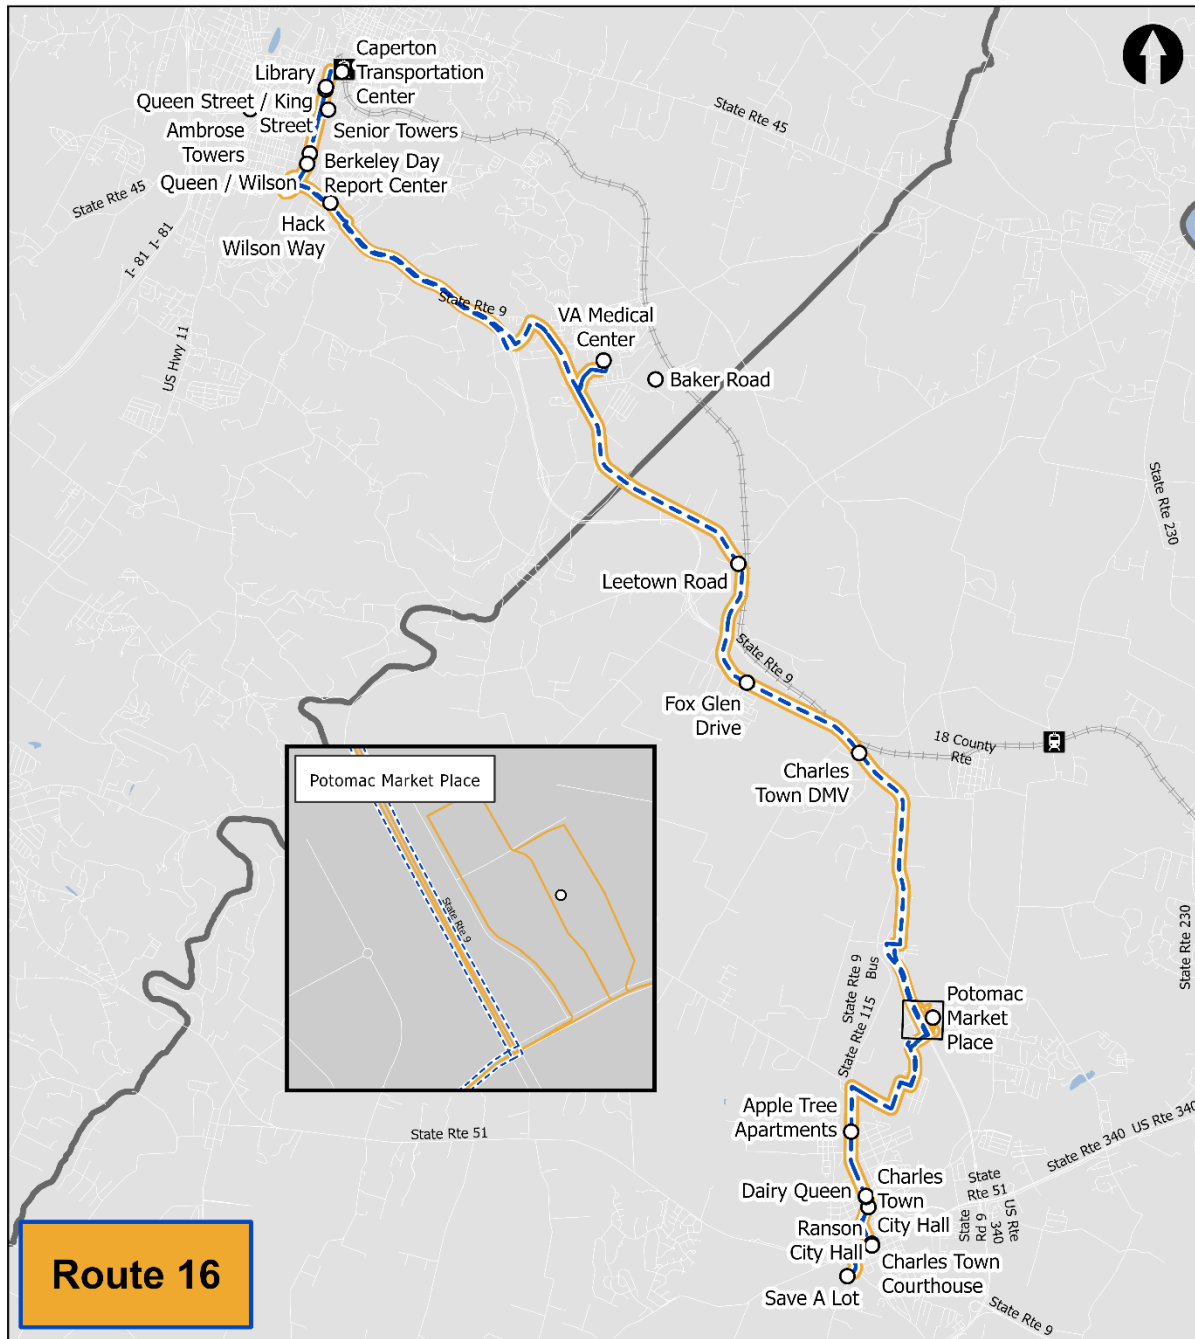 Caperton
Transportation
Center
Library
Queen Street / King
Street
Senior Towers
Ambrose
Towers
Berkeley Day
Report Center
Queen / Wilson
Hack
Wilson Way
State Rte 45
State Rte 45
I- 81 I- 81
US Hwy 11
State Rte 9
VA Medical
Center
Baker Road
State Rte 230
Leetown Road
State Rte 9
Fox Glen
Drive
18 County
Rte
Charles
Town DMV
Potomac Market Place
State Rte 9
State Rte 230
State Rte 9
Bus
State Rte 115
Potomac
Market
Place
Apple Tree
Apartments
State Rte 51
State Rte 340 US Rte 340
Dairy Queen
Charles
Town
City Hall
State
Rte 51
US Rte
340
State
Rd 9
Ranson
City Hall
Charles Town
Courthouse
Save A Lot
State Rte 9
Route 16